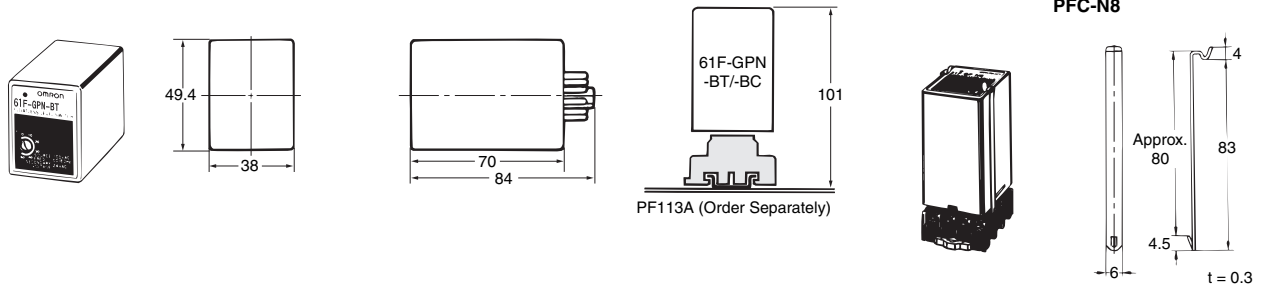 PFC-N8
OMRON
61F-GPN-BT
49.4
38
70
84
61F-GPN
-BT/-BC
101
PF113A (Order Separately)
4
Approx.
80
83
4.5
6
t = 0.3